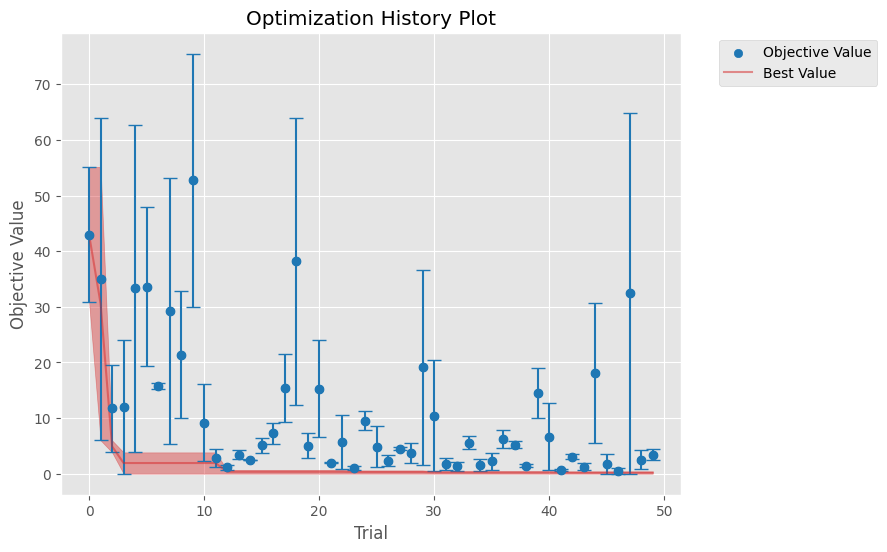 Optimization History Plot
Objective Value
Best Value
Objective Value
70
60
50
40
30
20
10
0
0 10 20 30 40 50
Trial